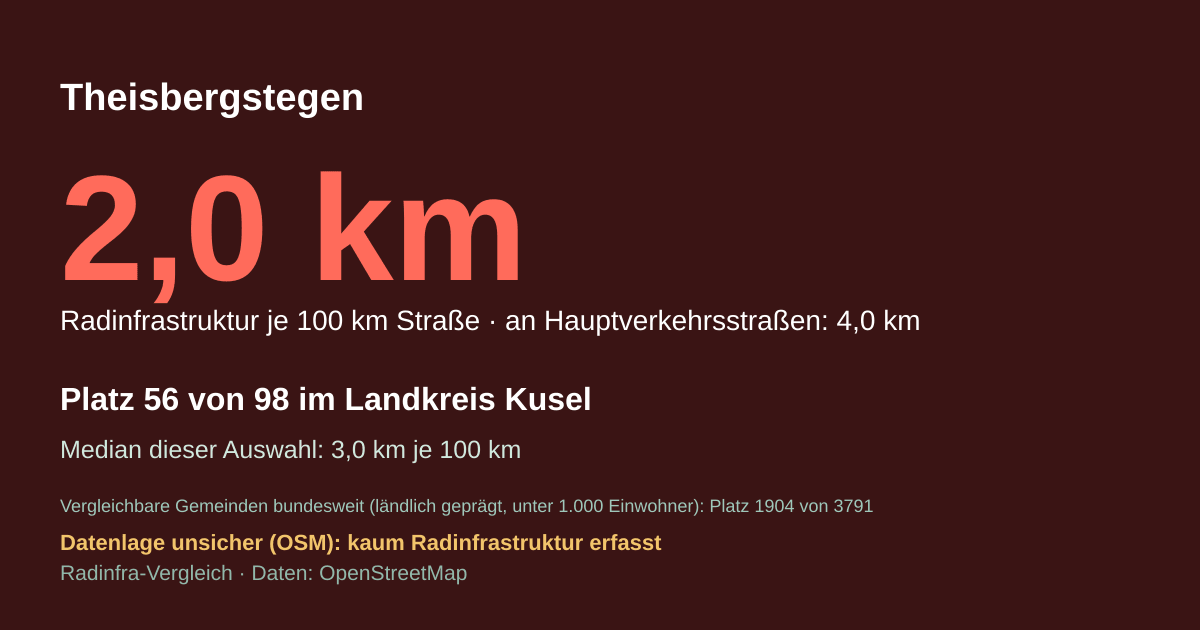 Theisbergstegen
2,0 km
Radinfrastruktur je 100 km Straße · an Hauptverkehrsstraßen: 4,0 km
Platz 56 von 98 im Landkreis Kusel
Median dieser Auswahl: 3,0 km je 100 km
Vergleichbare Gemeinden bundesweit (ländlich geprägt, unter 1.000 Einwohner): Platz 1904 von 3791
Datenlage unsicher (OSM): kaum Radinfrastruktur erfasst
Radinfra-Vergleich · Daten: OpenStreetMap